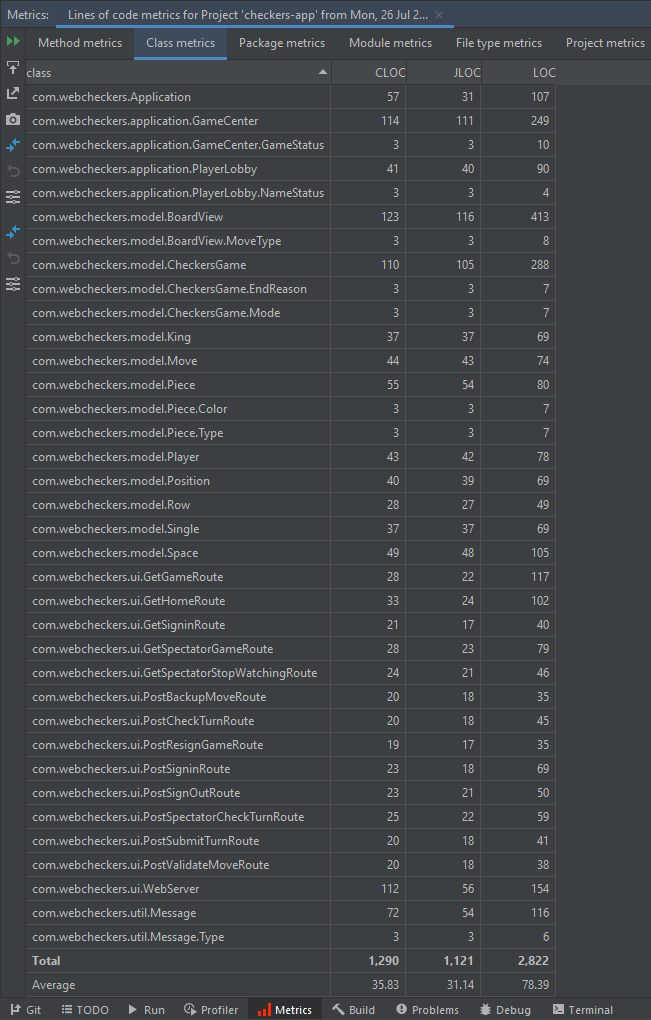 Metrics: Lines of code metrics for Project 'checkers-app' from Mon, 26 Jul 2...
Method metrics Class metrics Package metrics Module metrics File type metrics Project metrics
class CLOC JLOC LOC
com.webcheckers.Application 57 31 107
com.webcheckers.application.GameCenter 114 111 249
com.webcheckers.application.GameCenter.GameStatus 3 3 10
com.webcheckers.application.PlayerLobby 41 40 90
com.webcheckers.application.PlayerLobby.NameStatus 3 3 4
com.webcheckers.model.BoardView 123 116 413
com.webcheckers.model.BoardView.MoveType 3 3 8
com.webcheckers.model.CheckersGame 110 105 288
com.webcheckers.model.CheckersGame.EndReason 3 3 7
com.webcheckers.model.CheckersGame.Mode 3 3 7
com.webcheckers.model.King 37 37 69
com.webcheckers.model.Move 44 43 74
com.webcheckers.model.Piece 55 54 80
com.webcheckers.model.Piece.Color 3 3 7
com.webcheckers.model.Piece.Type 3 3 7
com.webcheckers.model.Player 43 42 78
com.webcheckers.model.Position 40 39 69
com.webcheckers.model.Row 28 27 49
com.webcheckers.model.Single 37 37 69
com.webcheckers.model.Space 49 48 105
com.webcheckers.ui.GetGameRoute 28 22 117
com.webcheckers.ui.GetHomeRoute 33 24 102
com.webcheckers.ui.GetSigninRoute 21 17 40
com.webcheckers.ui.GetSpectatorGameRoute 28 23 79
com.webcheckers.ui.GetSpectatorStopWatchingRoute 24 21 46
com.webcheckers.ui.PostBackupMoveRoute 20 18 35
com.webcheckers.ui.PostCheckTurnRoute 20 18 45
com.webcheckers.ui.PostResignGameRoute 19 17 35
com.webcheckers.ui.PostSigninRoute 23 18 69
com.webcheckers.ui.PostSignOutRoute 23 21 50
com.webcheckers.ui.PostSpectatorCheckTurnRoute 25 22 59
com.webcheckers.ui.PostSubmitTurnRoute 20 18 41
com.webcheckers.ui.PostValidateMoveRoute 20 18 38
com.webcheckers.ui.WebServer 112 56 154
com.webcheckers.util.Message 72 54 116
com.webcheckers.util.Message.Type 3 3 6
Total 1,290 1,121 2,822
Average 35.83 31.14 78.39
Git TODO Run Profiler Metrics Build Problems Debug Terminal